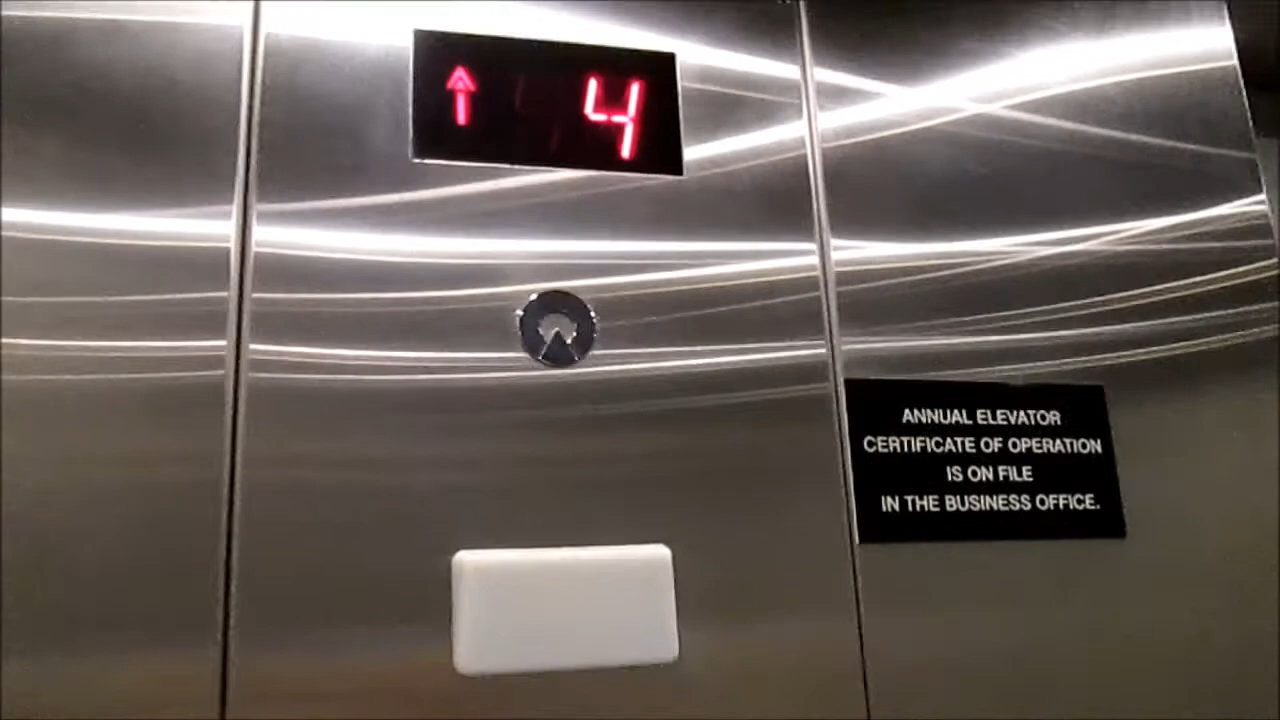 4
ANNUAL ELEVATOR
CERTIFICATE OF OPERATION
IS ON FILE
IN THE BUSINESS OFFICE.